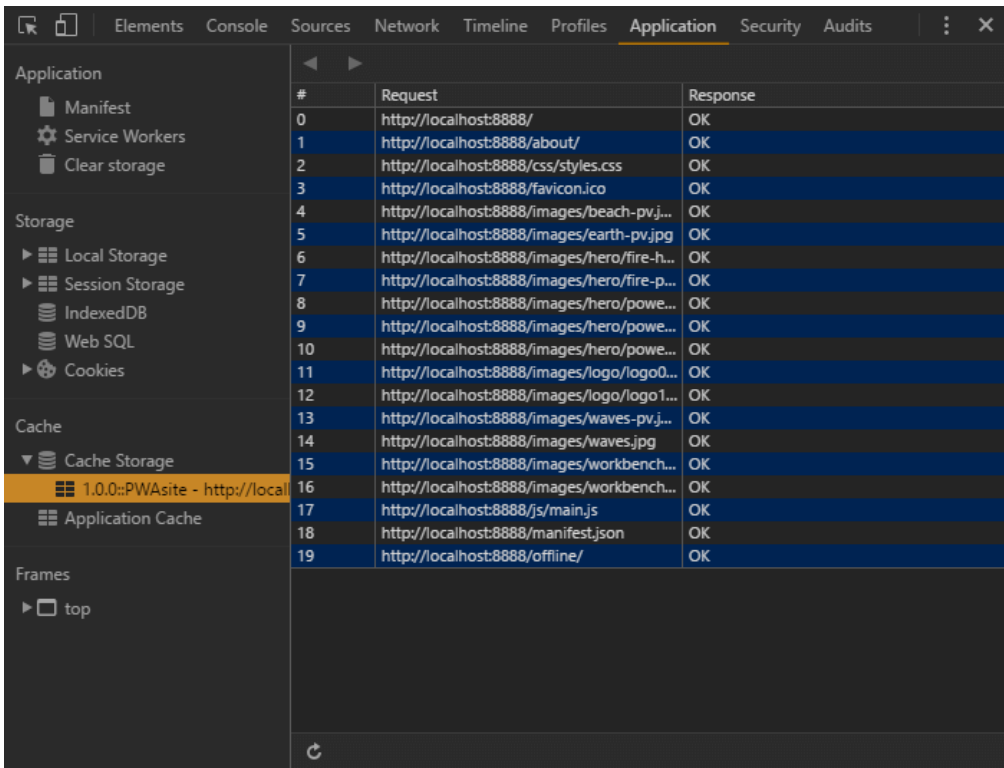 Elements Console Sources Network Timeline Profiles Application Security Audits
Application
Manifest
Service Workers
Clear storage
Storage
Local Storage
Session Storage
IndexedDB
Web SQL
Cookies
Cache
Cache Storage
1.0.0::PWAsite - http://locall
Application Cache
Frames
top
# Request Response
0 http://localhost:8888/ OK
1 http://localhost:8888/about/ OK
2 http://localhost:8888/css/styles.css OK
3 http://localhost:8888/favicon.ico OK
4 http://localhost:8888/images/beach-pv.j... OK
5 http://localhost:8888/images/earth-pv.jpg OK
6 http://localhost:8888/images/hero/fire-h... OK
7 http://localhost:8888/images/hero/fire-p... OK
8 http://localhost:8888/images/hero/powe... OK
9 http://localhost:8888/images/hero/powe... OK
10 http://localhost:8888/images/hero/powe... OK
11 http://localhost:8888/images/logo/logo0... OK
12 http://localhost:8888/images/logo/logo1... OK
13 http://localhost:8888/images/waves-pv.j... OK
14 http://localhost:8888/images/waves.jpg OK
15 http://localhost:8888/images/workbench... OK
16 http://localhost:8888/images/workbench... OK
17 http://localhost:8888/js/main.js OK
18 http://localhost:8888/manifest.json OK
19 http://localhost:8888/offline/ OK